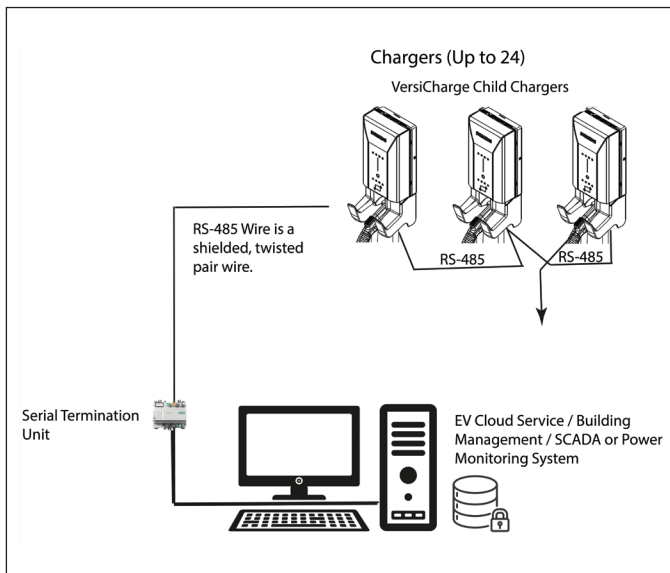 Chargers (Up to 24)
VersiCharge Child Chargers
RS-485 Wire is a
shielded, twisted
pair wire.
RS-485
RS-485
Serial Termination
Unit
EV Cloud Service / Building
Management / SCADA or Power
Monitoring System